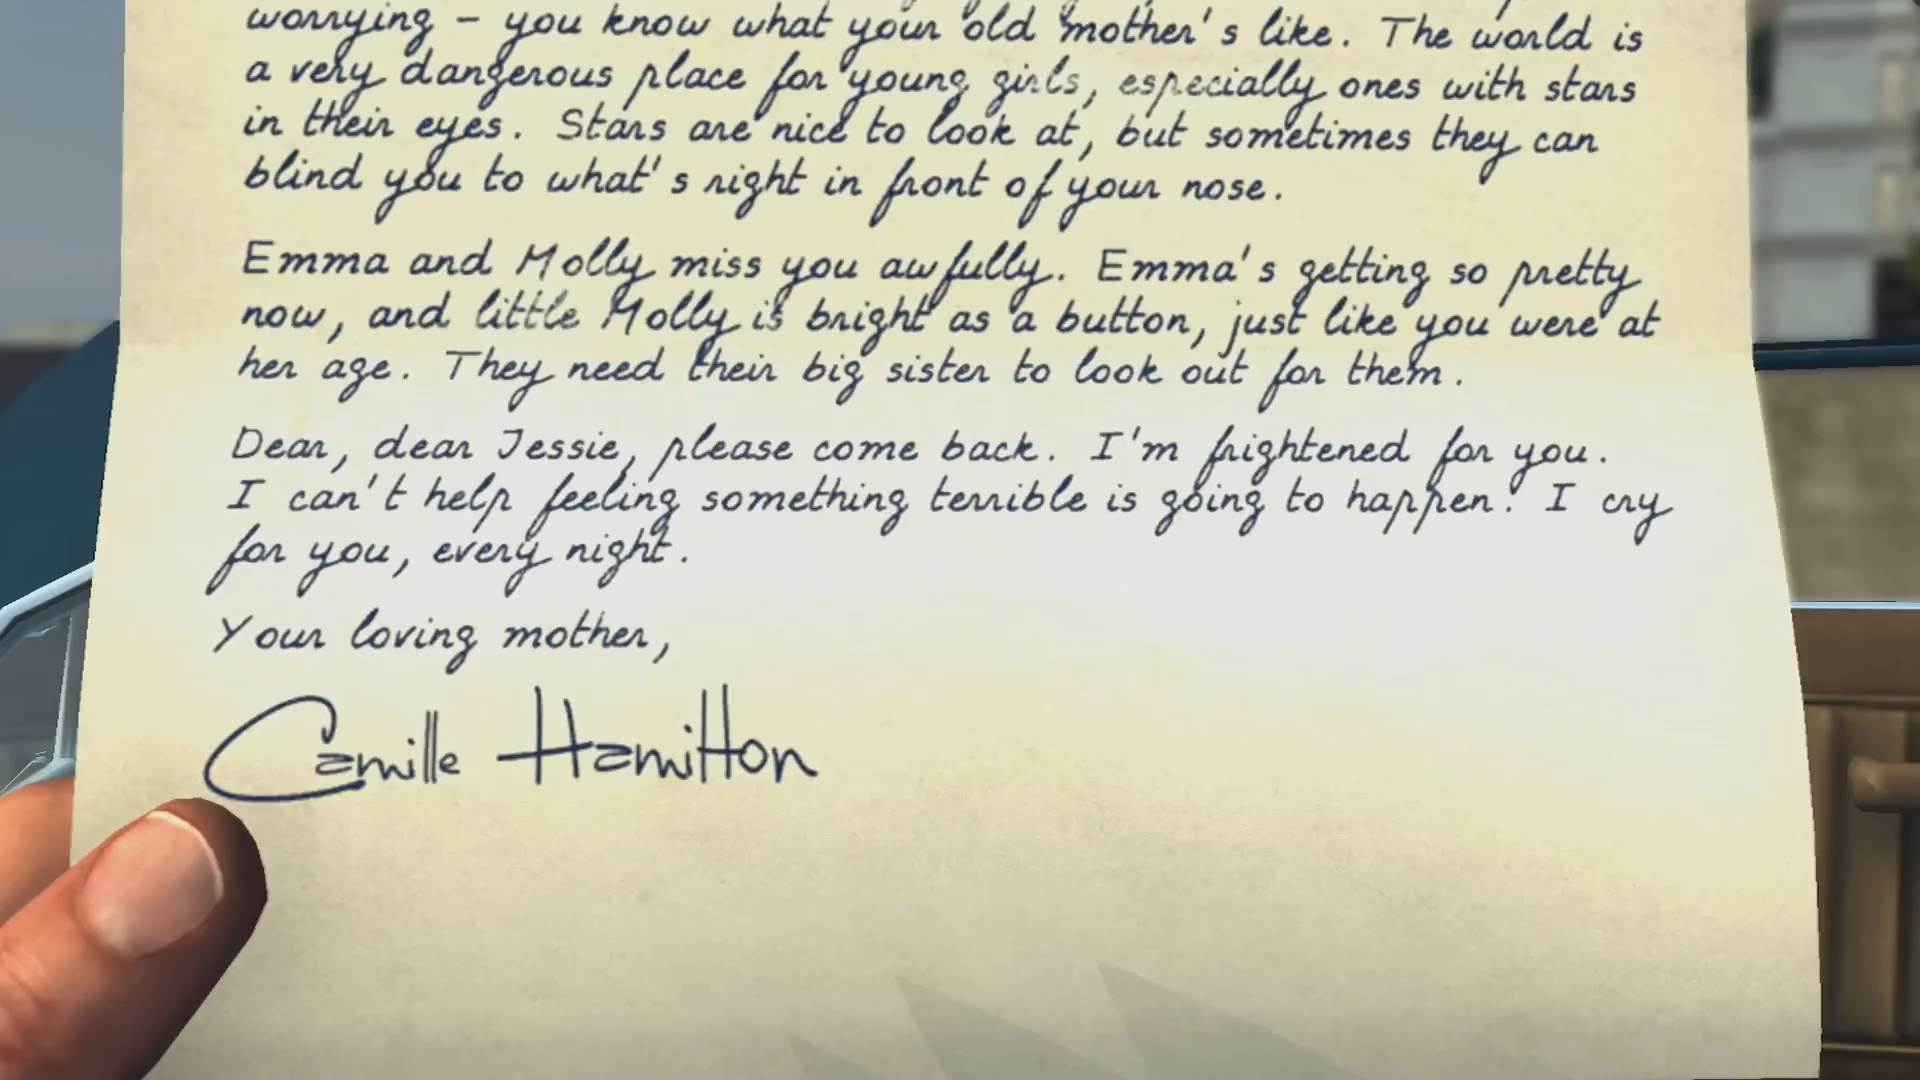 worrying - you know what your old mother's like. The world is
a very dangerous place for young girls, especially ones with stars
in their eyes. Stars are nice to look at, but sometimes they can
blind you to what's right in front of your nose.
Emma and Molly miss you awfully. Emma's getting so pretty
now, and little Molly is bright as a button, just like you were at
her age. They need their big sister to look out for them.
Dear, dear Jessie, please come back. I'm frightened for you.
I can't help feeling something terrible is going to happen. I cry
for you, every night.
Your loving mother,
Camille Hamilton